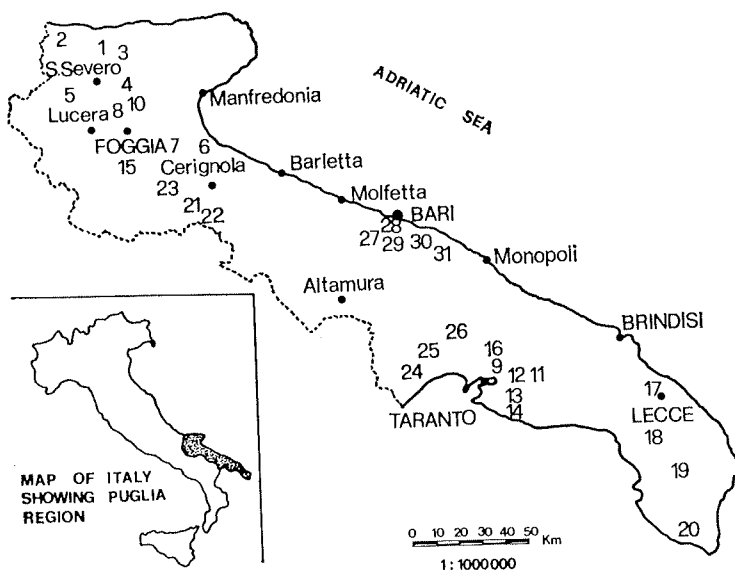 2 1 3
S.Severo
5 4
Lucera 8 10
Manfredonia
ADRIATIC SEA
FOGGIA 7 6
15 Cerignola
Barletta
23
Molfetta
21 22
BARI
28
27 29 30 31
Monopoli
Altamura
BRINDISI
26 16
25 9
24 12 11
13
14
TARANTO
17
LECCE
18
19
20
MAP OF ITALY
SHOWING PUGLIA
REGION
0 10 20 30 40 50 Km
1:1000000